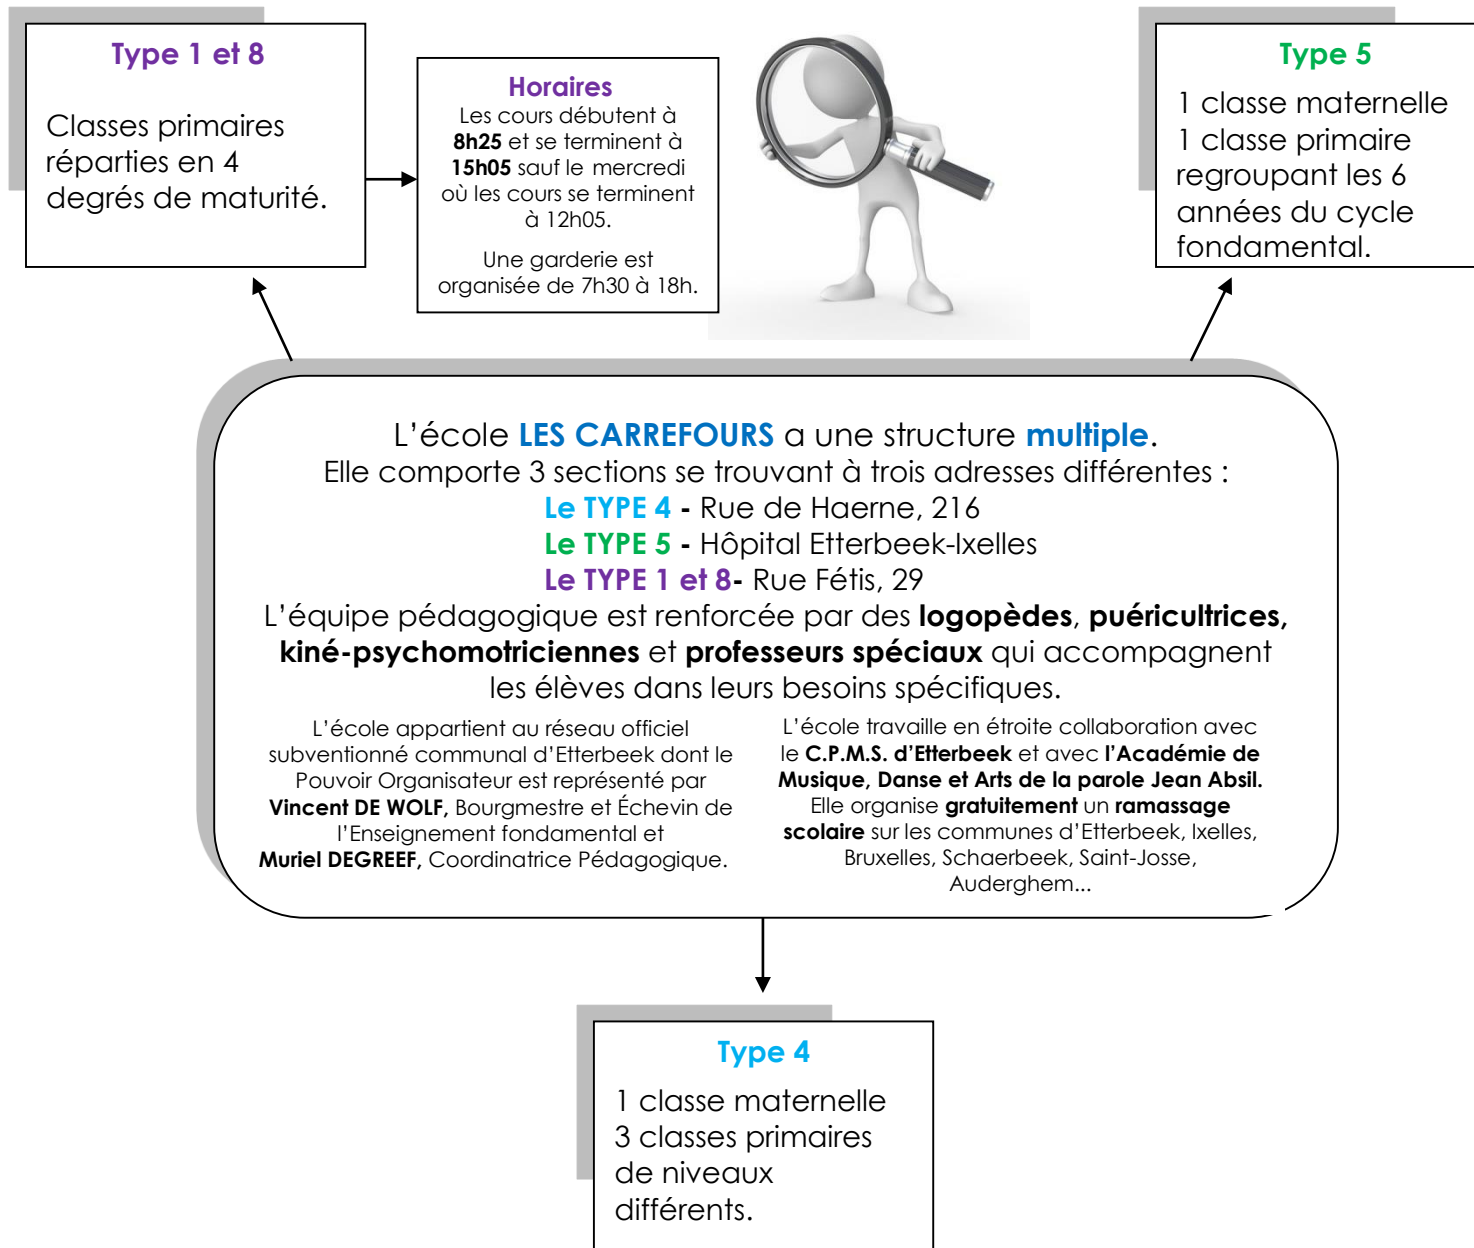 Type 1 et 8
Classes primaires
réparties en 4
degrés de maturité.
Horaires
Les cours débutent à
8h25 et se terminent à
15h05 sauf le mercredi
où les cours se terminent
à 12h05.
Une garderie est
organisée de 7h30 à 18h.
Type 5
1 classe maternelle
1 classe primaire
regroupant les 6
années du cycle
fondamental.
L'école LES CARREFOURS a une structure multiple.
Elle comporte 3 sections se trouvant à trois adresses différentes :
Le TYPE 4 - Rue de Haerne, 216
Le TYPE 5 - Hôpital Etterbeek-Ixelles
Le TYPE 1 et 8- Rue Fétis, 29
L'équipe pédagogique est renforcée par des logopèdes, puéricultrices,
kiné-psychomotriciennes et professeurs spéciaux qui accompagnent
les élèves dans leurs besoins spécifiques.
L'école appartient au réseau officiel
subventionné communal d'Etterbeek dont le
Pouvoir Organisateur est représenté par
Vincent DE WOLF, Bourgmestre et Échevin de
l'Enseignement fondamental et
Muriel DEGREEF, Coordinatrice Pédagogique.
L'école travaille en étroite collaboration avec
le C.P.M.S. d'Etterbeek et avec l'Académie de
Musique, Danse et Arts de la parole Jean Absil.
Elle organise gratuitement un ramassage
scolaire sur les communes d'Etterbeek, Ixelles,
Bruxelles, Schaerbeek, Saint-Josse,
Auderghem...
Type 4
1 classe maternelle
3 classes primaires
de niveaux
différents.